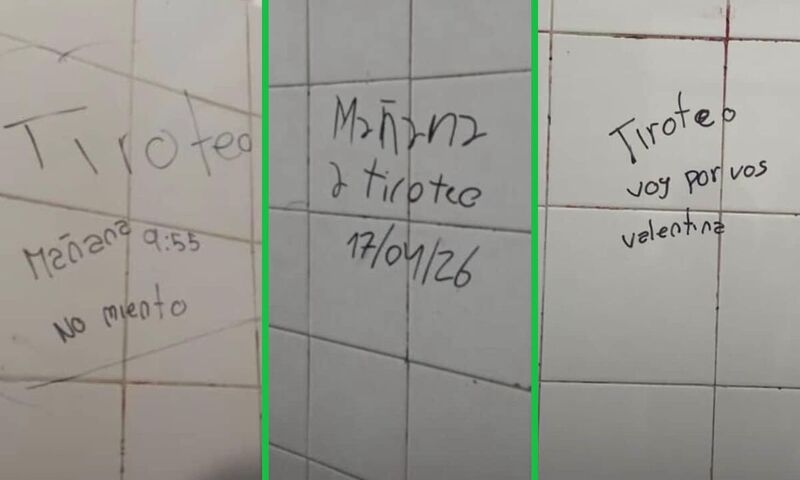 Tiroteo
Mañana 9:55
No miento
Mañana
a tiroteo
17/04/26
Tiroteo
voy por vos
valentina